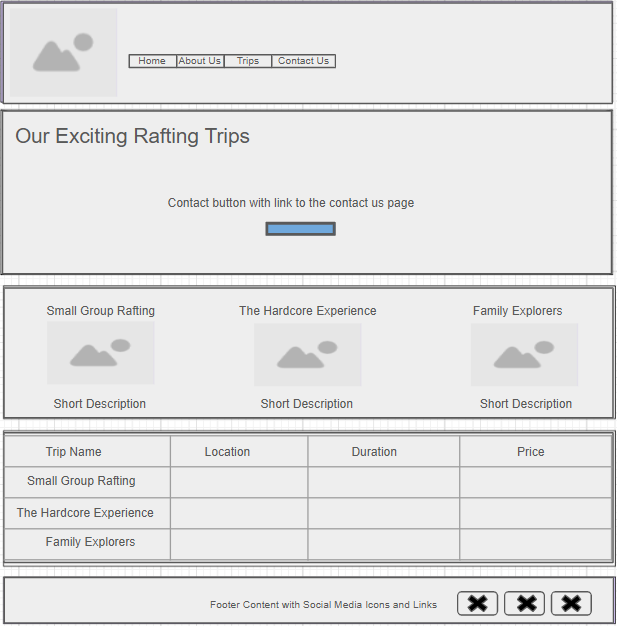 Home About Us Trips Contact Us
Our Exciting Rafting Trips
Contact button with link to the contact us page
Small Group Rafting The Hardcore Experience Family Explorers
Short Description Short Description Short Description
Trip Name Location Duration Price
Small Group Rafting
The Hardcore Experience
Family Explorers
Footer Content with Social Media Icons and Links